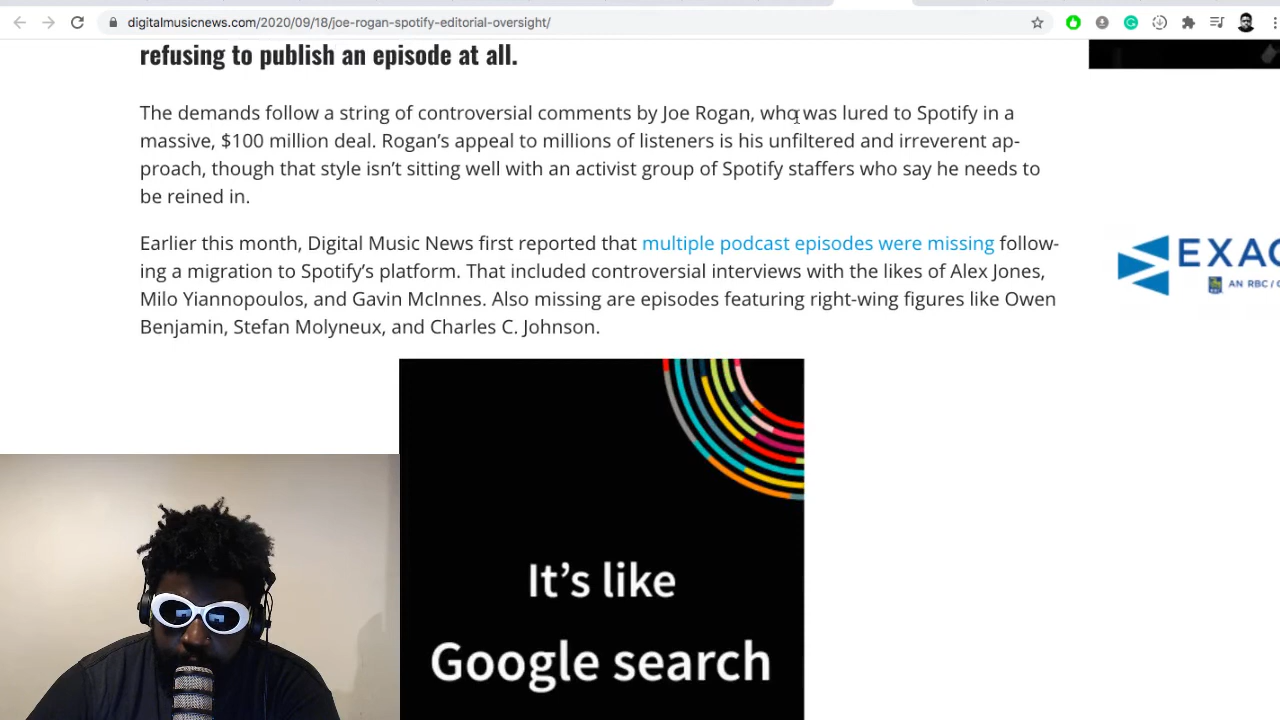 digitalmusicnews.com/2020/09/18/joe-rogan-spotify-editorial-oversight/
refusing to publish an episode at all.
The demands follow a string of controversial comments by Joe Rogan, who was lured to Spotify in a
massive, $100 million deal. Rogan's appeal to millions of listeners is his unfiltered and irreverent ap-
proach, though that style isn't sitting well with an activist group of Spotify staffers who say he needs to
be reined in.
Earlier this month, Digital Music News first reported that multiple podcast episodes were missing follow-
ing a migration to Spotify's platform. That included controversial interviews with the likes of Alex Jones,
Milo Yiannopoulos, and Gavin McInnes. Also missing are episodes featuring right-wing figures like Owen
Benjamin, Stefan Molyneux, and Charles C. Johnson.
EXAC
AN RBC /
It's like
Google search